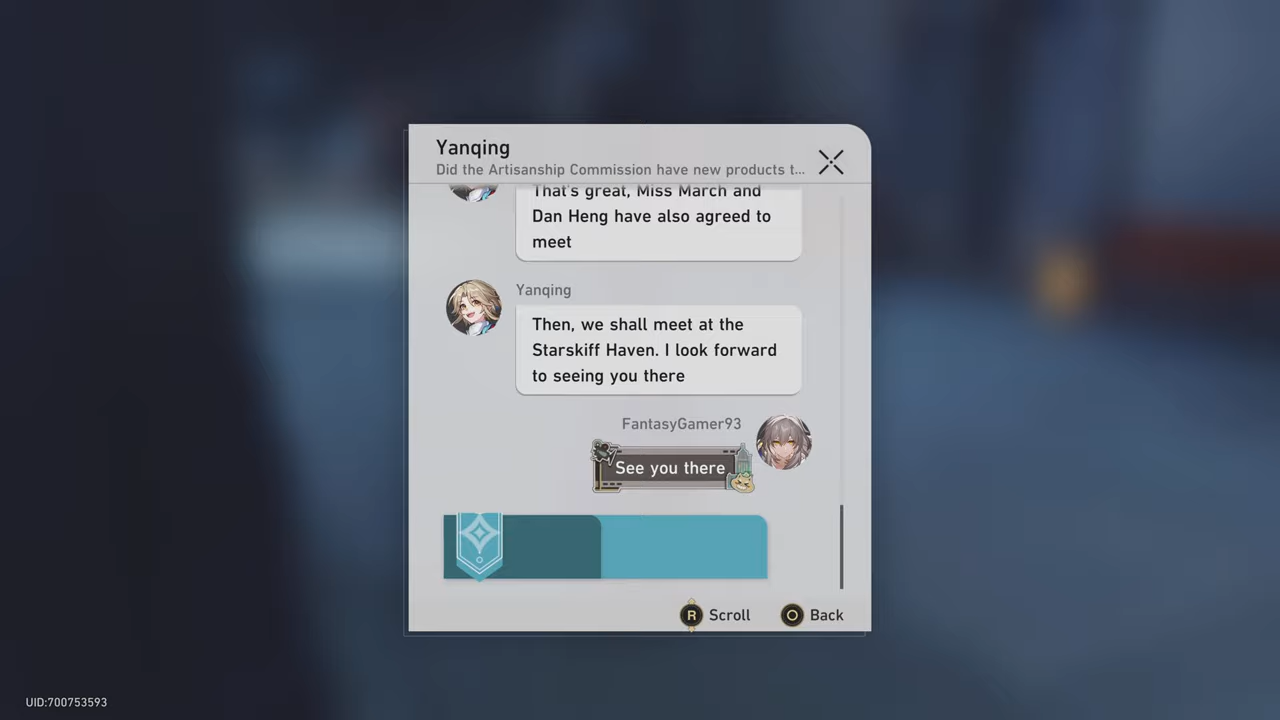 Yanqing
Did the Artisanship Commission have new products t...
That's great, Miss March and
Dan Heng have also agreed to
meet
Yanqing
Then, we shall meet at the
Starskiff Haven. I look forward
to seeing you there
FantasyGamer93
See you there
R Scroll
Back
UID:700753593